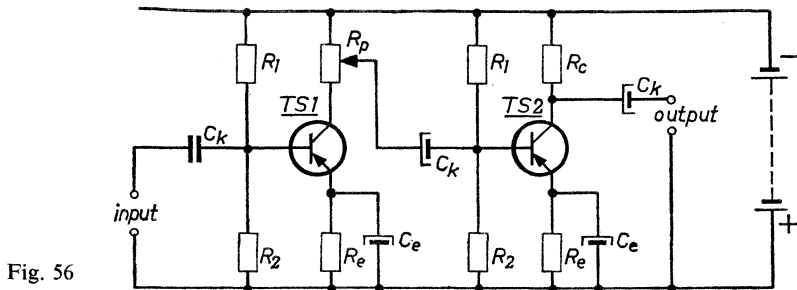 R1
Rp
R1
Rc
−
TS1
TS2
Ck
Ck
output
Ck
input
R2
Re
Ce
R2
Re
Ce
+
Fig. 56